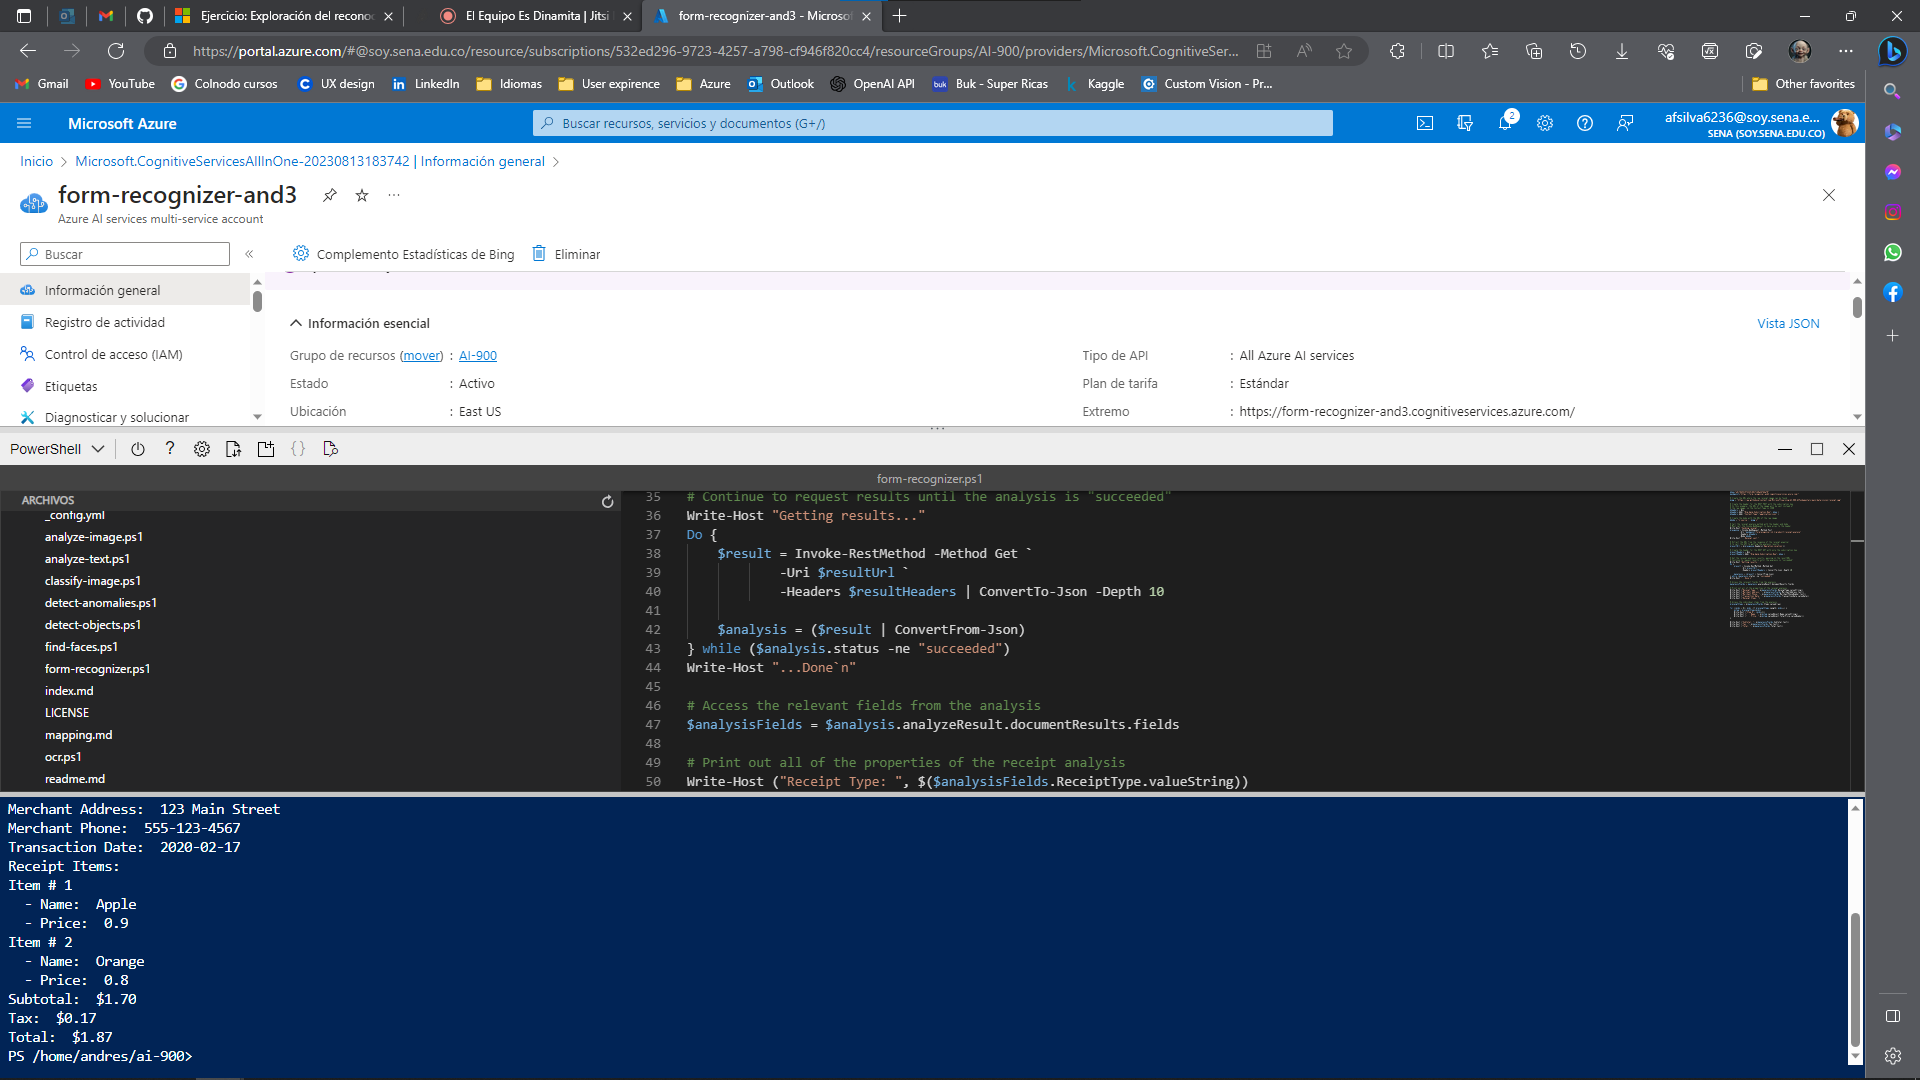 Ejercicio: Exploración del recono
El Equipo Es Dinamita | Jitsi
form-recognizer-and3 - Microso
https://portal.azure.com/#@soy.sena.edu.co/resource/subscriptions/532ed296-9723-4257-a798-cf946f820cc4/resourceGroups/AI-900/providers/Microsoft.CognitiveSer...
Gmail
YouTube
Colnodo cursos
UX design
LinkedIn
Idiomas
User expirence
Azure
Outlook
OpenAI API
Buk - Super Ricas
Kaggle
Custom Vision - Pr...
Other favorites
Microsoft Azure
Buscar recursos, servicios y documentos (G+/)
2
afsilva6236@soy.sena.e...
SENA (SOY.SENA.EDU.CO)
Inicio > Microsoft.CognitiveServicesAllInOne-20230813183742 | Información general >
form-recognizer-and3
Azure AI services multi-service account
Buscar
Complemento Estadísticas de Bing
Eliminar
Información general
Registro de actividad
Control de acceso (IAM)
Etiquetas
Diagnosticar y solucionar
Información esencial
Vista JSON
Grupo de recursos (mover) : AI-900
Estado : Activo
Ubicación : East US
Tipo de API : All Azure AI services
Plan de tarifa : Estándar
Extremo : https://form-recognizer-and3.cognitiveservices.azure.com/
PowerShell
form-recognizer.ps1
ARCHIVOS
_config.yml
analyze-image.ps1
analyze-text.ps1
classify-image.ps1
detect-anomalies.ps1
detect-objects.ps1
find-faces.ps1
form-recognizer.ps1
index.md
LICENSE
mapping.md
ocr.ps1
readme.md
35 # Continue to request results until the analysis is "succeeded"
36 Write-Host "Getting results..."
37 Do {
38 $result = Invoke-RestMethod -Method Get `
39 -Uri $resultUrl `
40 -Headers $resultHeaders | ConvertTo-Json -Depth 10
41
42 $analysis = ($result | ConvertFrom-Json)
43 } while ($analysis.status -ne "succeeded")
44 Write-Host "...Done`n"
45
46 # Access the relevant fields from the analysis
47 $analysisFields = $analysis.analyzeResult.documentResults.fields
48
49 # Print out all of the properties of the receipt analysis
50 Write-Host ("Receipt Type: ", $($analysisFields.ReceiptType.valueString))
Merchant Address:  123 Main Street
Merchant Phone:  555-123-4567
Transaction Date:  2020-02-17
Receipt Items:
Item # 1
- Name:  Apple
- Price:  0.9
Item # 2
- Name:  Orange
- Price:  0.8
Subtotal:  $1.70
Tax:  $0.17
Total:  $1.87
PS /home/andres/ai-900>